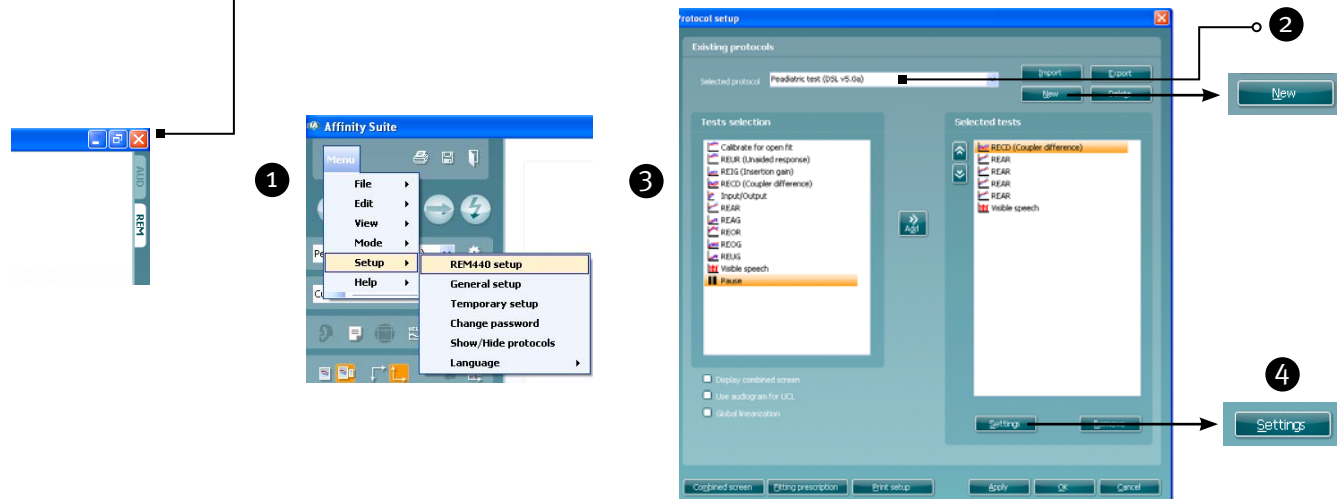 AUD
REM
1
Affinity Suite
Menu
File
Edit
View
Mode
Setup
Help
REM440 setup
General setup
Temporary setup
Change password
Show/Hide protocols
Language
3
Protocol setup
Existing protocols
Selected protocol Peadiatric test (DSL v5.0a)
Import Export
New Delete
Tests selection
Calibrate for open fit
REUR (Unaided response)
REIG (Insertion gain)
RECD (Coupler difference)
Input/Output
REAR
REAG
REOR
REOG
REUG
Visible speech
Pause
Add
Selected tests
RECD (Coupler difference)
REAR
REAR
REAR
REAR
Visible speech
Display combined screen
Use audiogram for UCL
Global linearization
Settings
Combined screen Fitting prescription Print setup Apply OK Cancel
2
New
4
Settings